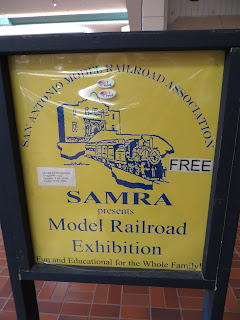 SAN ANTONIO MODEL RAILROAD ASSOCIATION
FREE
SAMRA
presents
Model Railroad
Exhibition
Fun and Educational for the Whole Family!